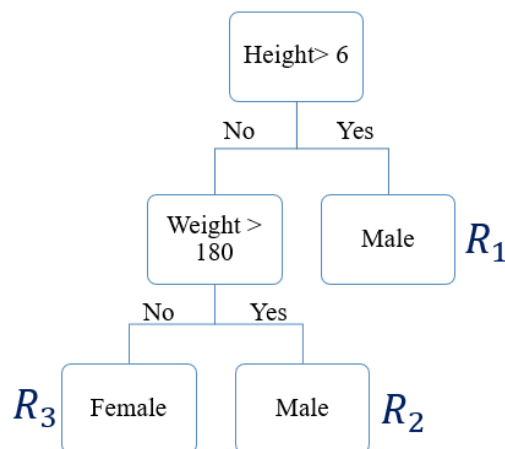 Height> 6
No
Yes
Weight >
180
Male
R₁
No
Yes
R₃
Female
Male
R₂